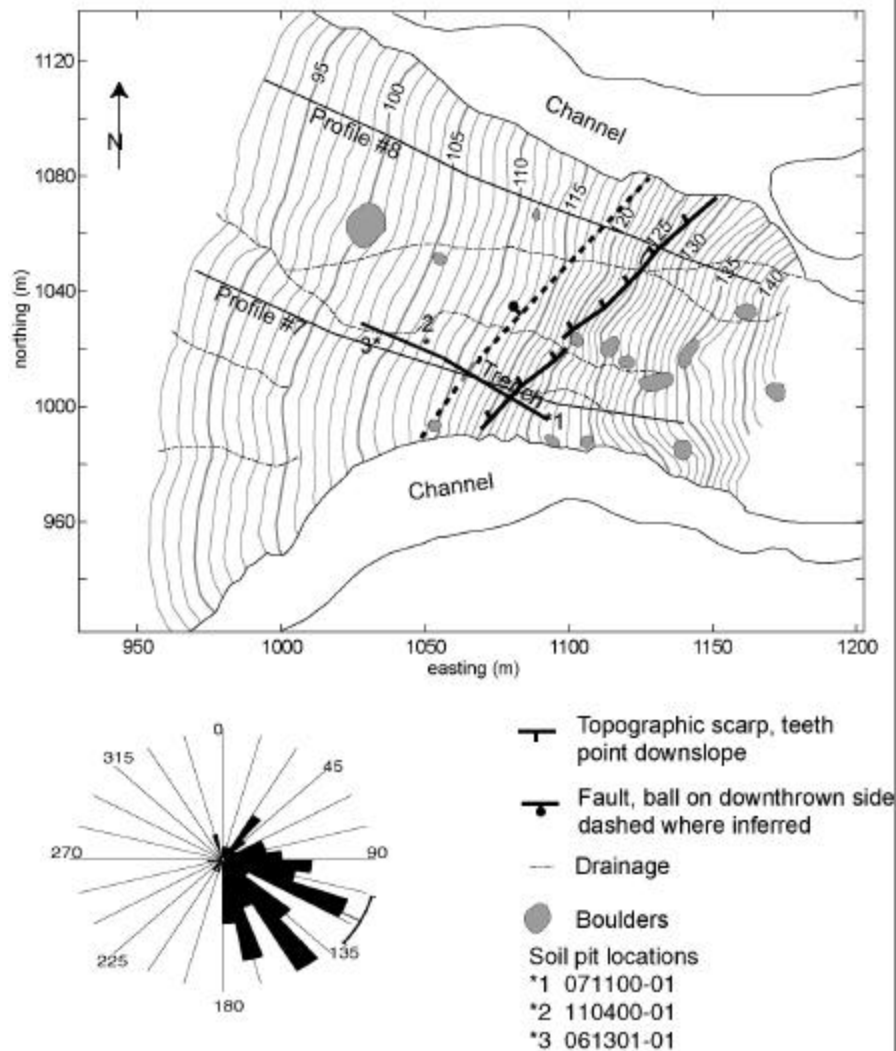 1120
1080
1040
1000
960
northing (m)
N
95
100
105
110
115
20
125
130
135
140
Channel
Profile #8
Profile #7
2
3*
Trench
*1
Channel
950
1000
1050
1100
1150
1200
easting (m)
0
45
90
135
180
225
270
315
Topographic scarp, teeth
point downslope
Fault, ball on downthrown side
dashed where inferred
Drainage
Boulders
Soil pit locations
*1 071100-01
*2 110400-01
*3 061301-01